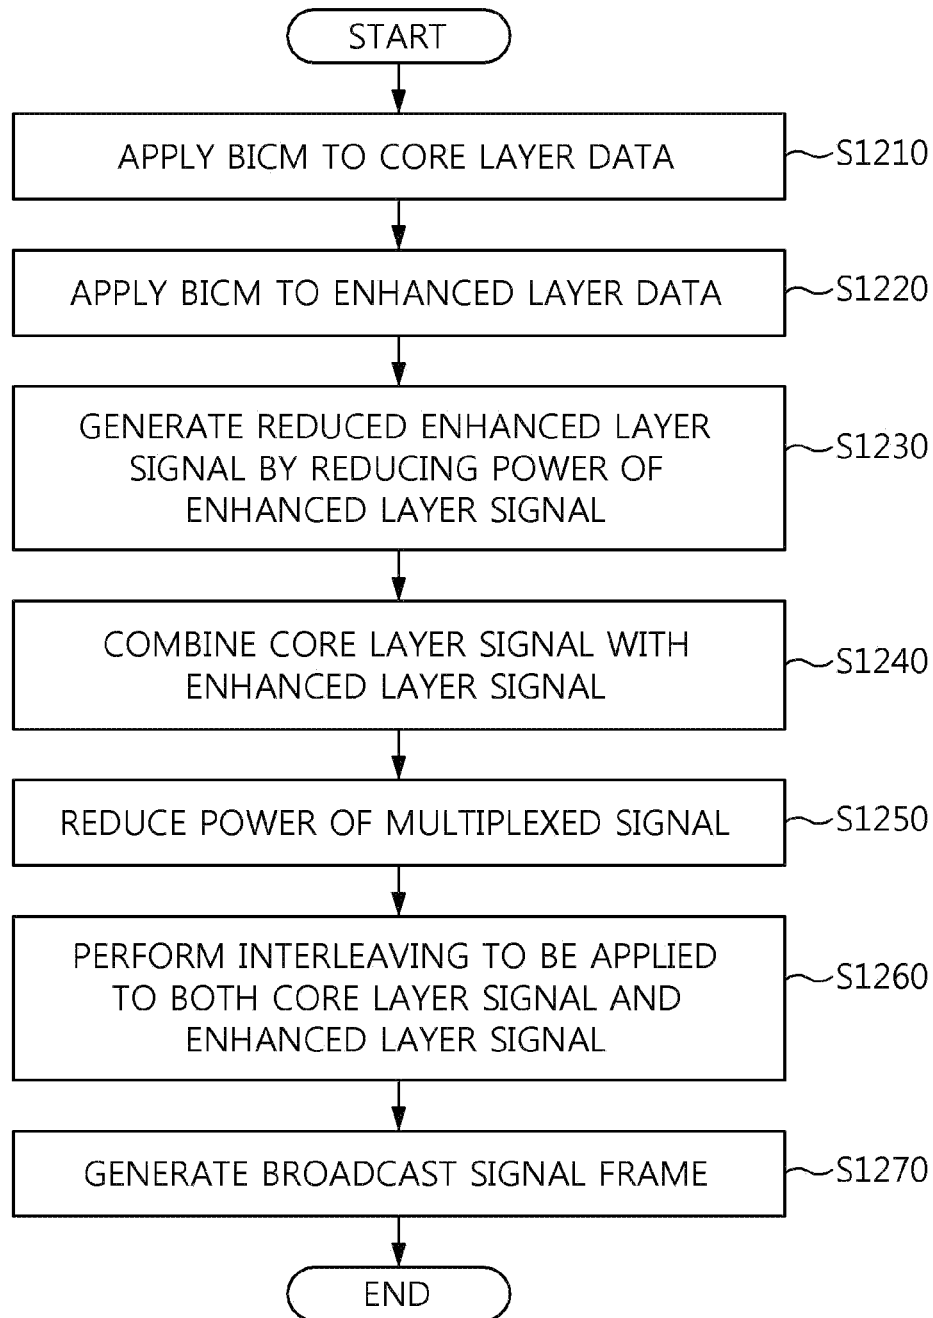 START
APPLY BICM TO CORE LAYER DATA
S1210
APPLY BICM TO ENHANCED LAYER DATA
S1220
GENERATE REDUCED ENHANCED LAYER
SIGNAL BY REDUCING POWER OF
ENHANCED LAYER SIGNAL
S1230
COMBINE CORE LAYER SIGNAL WITH
ENHANCED LAYER SIGNAL
S1240
REDUCE POWER OF MULTIPLEXED SIGNAL
S1250
PERFORM INTERLEAVING TO BE APPLIED
TO BOTH CORE LAYER SIGNAL AND
ENHANCED LAYER SIGNAL
S1260
GENERATE BROADCAST SIGNAL FRAME
S1270
END